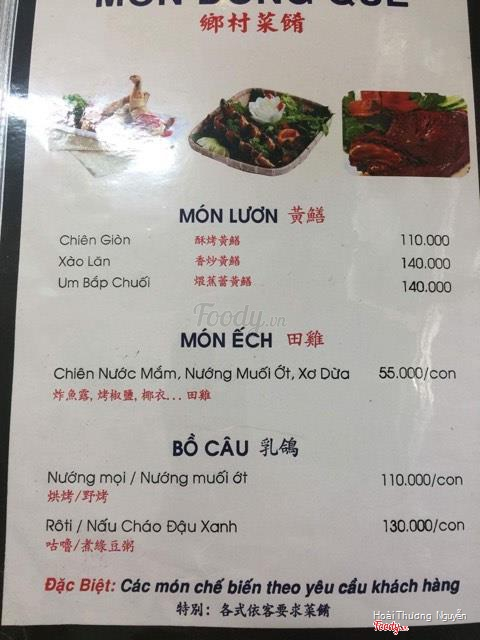 MÓN ĐỒNG QUÊ
鄉村菜餚
MÓN LƯƠN 黃鱔
Chiên Giòn 酥烤黃鱔 110.000
Xào Lăn 香炒黃鱔 140.000
Um Bắp Chuối 煨蕉蕾黃鱔 140.000
Foody.vn
MÓN ẾCH 田雞
Chiên Nước Mắm, Nướng Muối Ớt, Xơ Dừa 55.000/con
炸魚露, 烤椒鹽, 椰衣... 田雞
BỒ CÂU 乳鴿
Nướng mọi / Nướng muối ớt 110.000/con
烘烤/野烤
Rôti / Nấu Cháo Đậu Xanh 130.000/con
咕嚕/煮綠豆粥
Đặc Biệt: Các món chế biến theo yêu cầu khách hàng
特別: 各式依客要求菜餚
Hoài Thương Nguyễn
Foody.vn